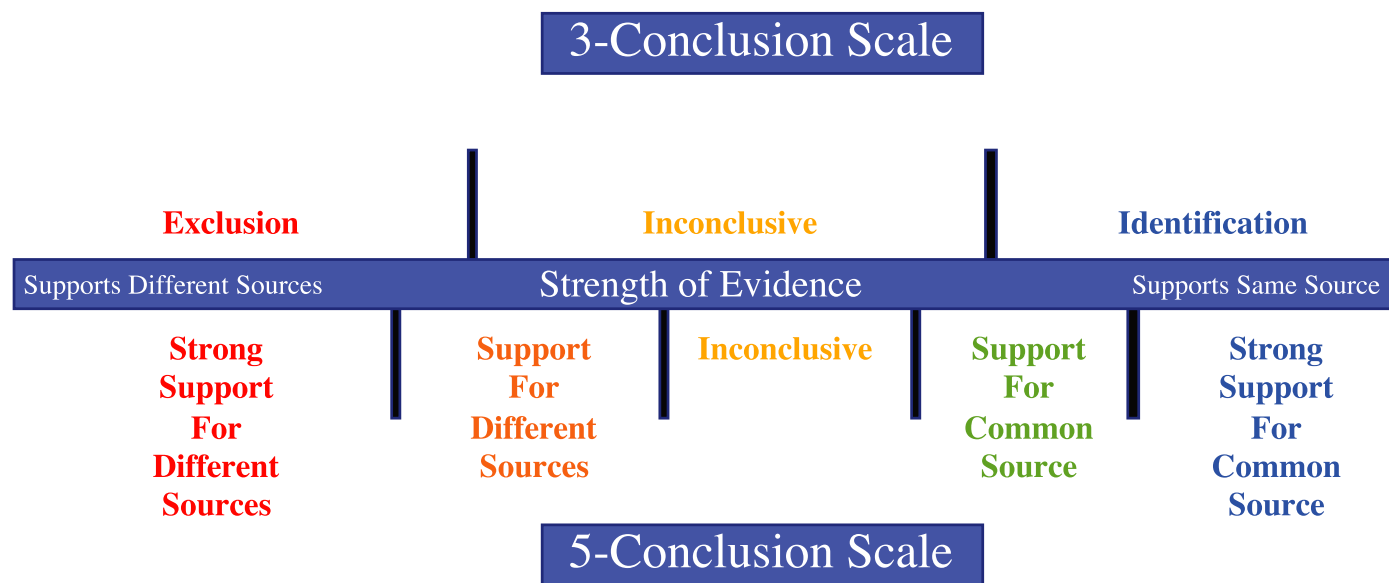 3-Conclusion Scale
Exclusion
Inconclusive
Identification
Supports Different Sources
Strength of Evidence
Supports Same Source
Strong
Support
For
Different
Sources
Support
For
Different
Sources
Inconclusive
Support
For
Common
Source
Strong
Support
For
Common
Source
5-Conclusion Scale